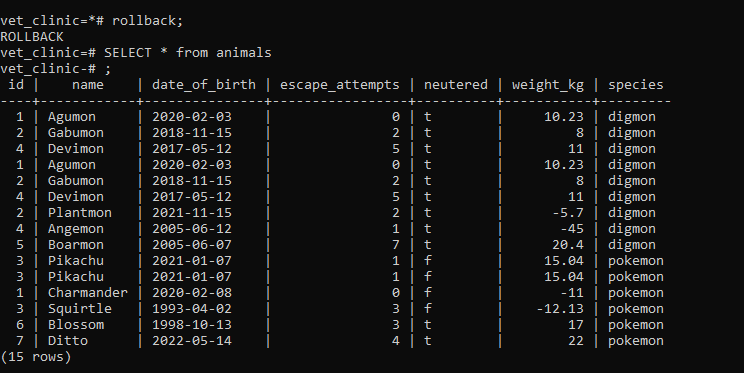 vet_clinic=*# rollback;
ROLLBACK
vet_clinic=# SELECT * from animals
vet_clinic-# ;
 id |    name    | date_of_birth | escape_attempts | neutered | weight_kg | species
----+------------+---------------+-----------------+----------+-----------+---------
  1 | Agumon     | 2020-02-03    |               0 | t        |     10.23 | digmon
  2 | Gabumon    | 2018-11-15    |               2 | t        |         8 | digmon
  4 | Devimon    | 2017-05-12    |               5 | t        |        11 | digmon
  1 | Agumon     | 2020-02-03    |               0 | t        |     10.23 | digmon
  2 | Gabumon    | 2018-11-15    |               2 | t        |         8 | digmon
  4 | Devimon    | 2017-05-12    |               5 | t        |        11 | digmon
  2 | Plantmon   | 2021-11-15    |               2 | t        |      -5.7 | digmon
  4 | Angemon    | 2005-06-12    |               1 | t        |       -45 | digmon
  5 | Boarmon    | 2005-06-07    |               7 | t        |      20.4 | digmon
  3 | Pikachu    | 2021-01-07    |               1 | f        |     15.04 | pokemon
  3 | Pikachu    | 2021-01-07    |               1 | f        |     15.04 | pokemon
  1 | Charmander | 2020-02-08    |               0 | f        |       -11 | pokemon
  3 | Squirtle   | 1993-04-02    |               3 | f        |    -12.13 | pokemon
  6 | Blossom    | 1998-10-13    |               3 | t        |        17 | pokemon
  7 | Ditto      | 2022-05-14    |               4 | t        |        22 | pokemon
(15 rows)